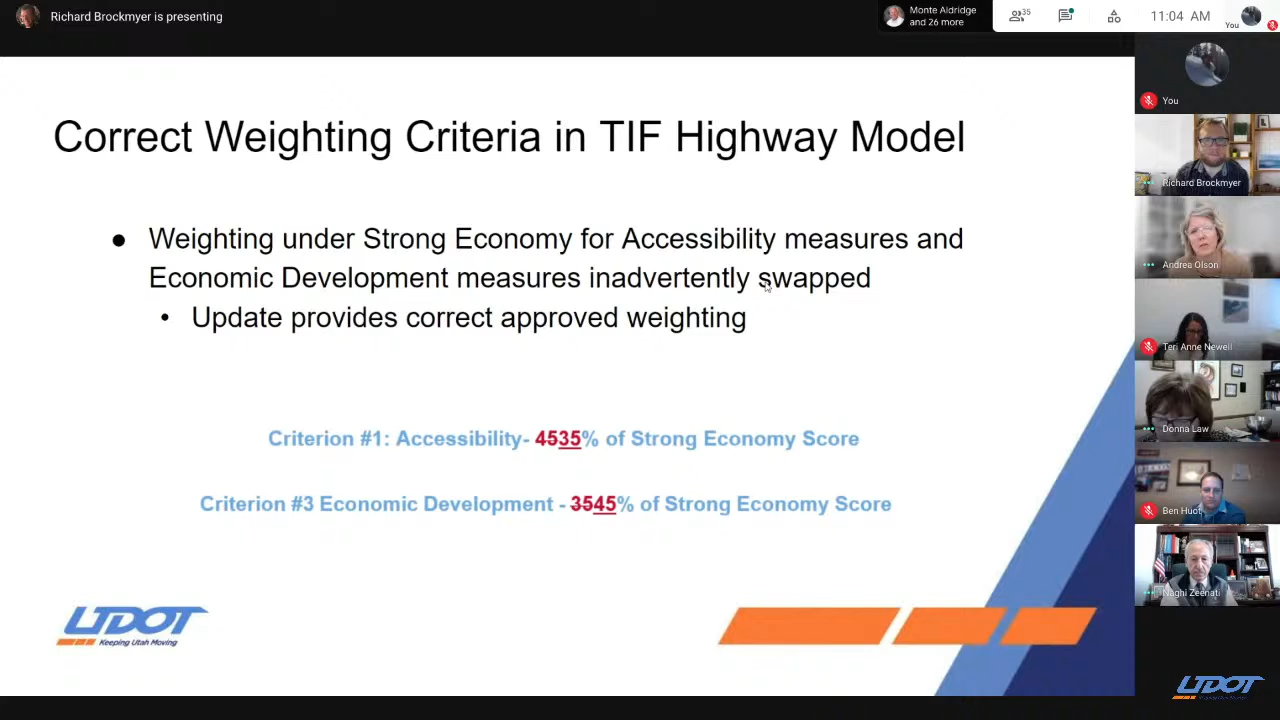 Richard Brockmyer is presenting
Monte Aldridge
and 26 more
35
11:04 AM
You
Correct Weighting Criteria in TIF Highway Model
● Weighting under Strong Economy for Accessibility measures and
Economic Development measures inadvertently swapped
• Update provides correct approved weighting
Criterion #1: Accessibility- 4535% of Strong Economy Score
Criterion #3 Economic Development - 3545% of Strong Economy Score
UDOT
Keeping Utah Moving
You
Richard Brockmyer
Andrea Olson
Teri Anne Newell
Donna Law
Ben Huot
Naghi Zeenati
UDOT